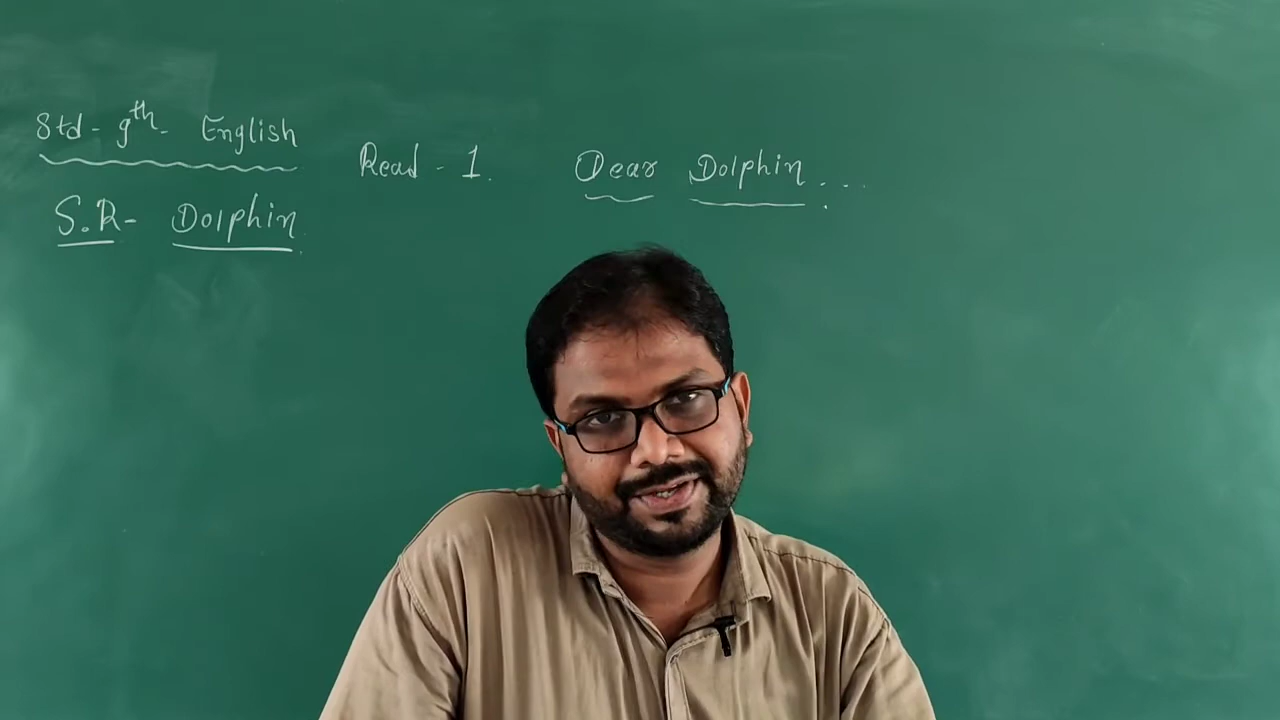 Std - 9th - English
S.R - Dolphin.
Read - 1.
Dear Dolphin....